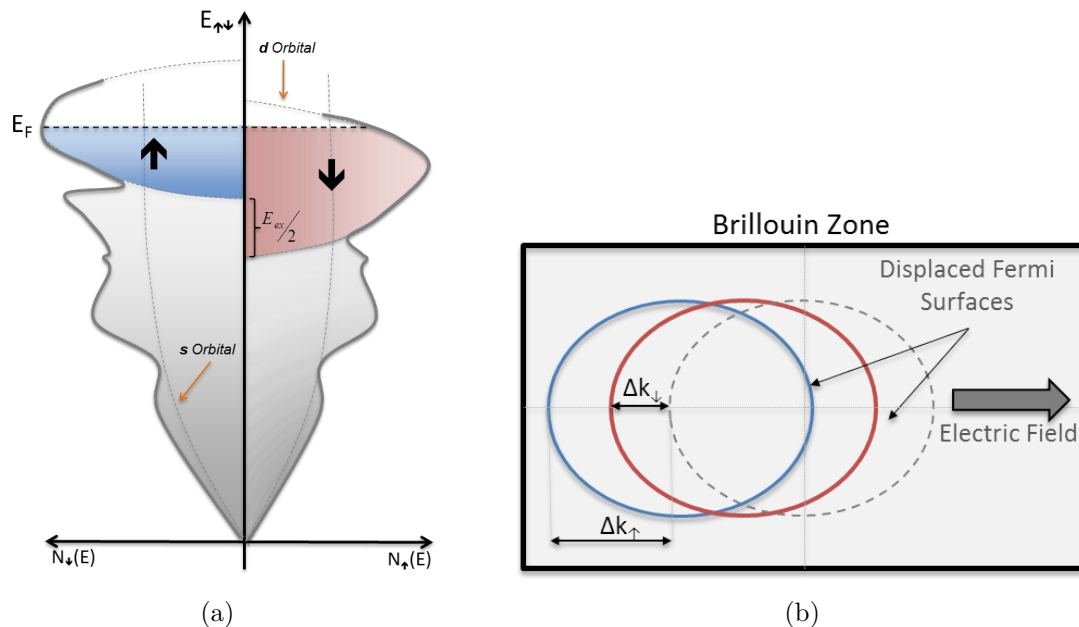 E↑↓
d Orbital
E_F
E_ex/2
s Orbital
N↓(E)
N↑(E)
(a)
Brillouin Zone
Displaced Fermi
Surfaces
Δk↓
Electric Field
Δk↑
(b)